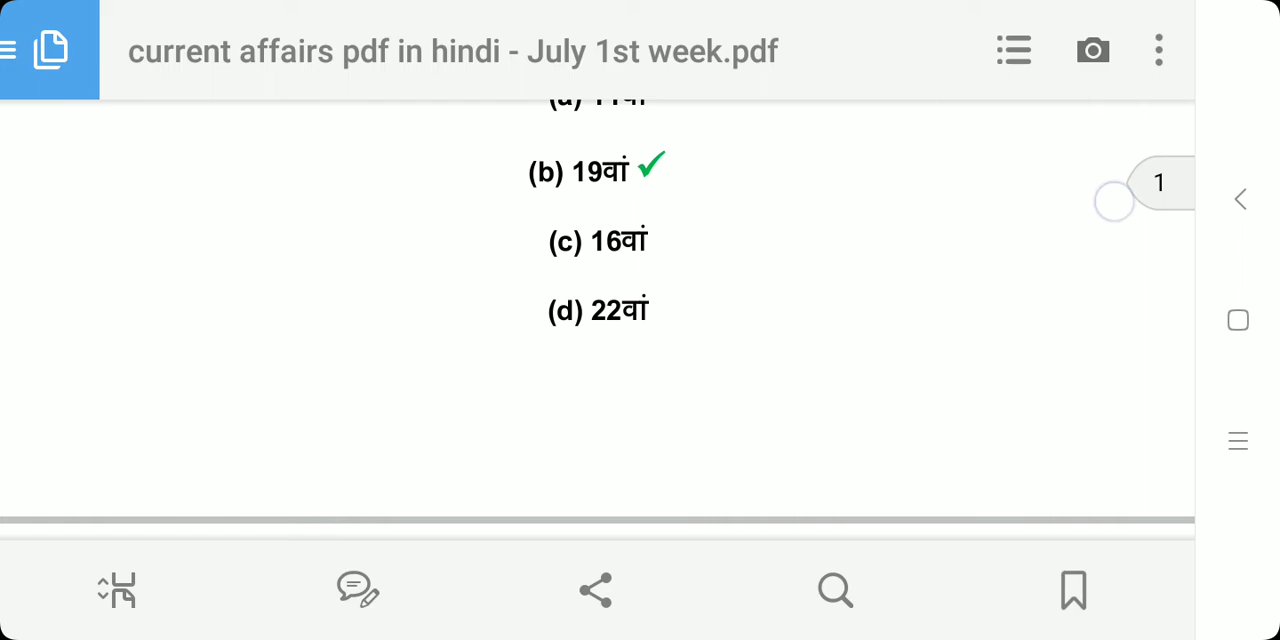 current affairs pdf in hindi - July 1st week.pdf
(b) 19वां
1
(c) 16वां
(d) 22वां